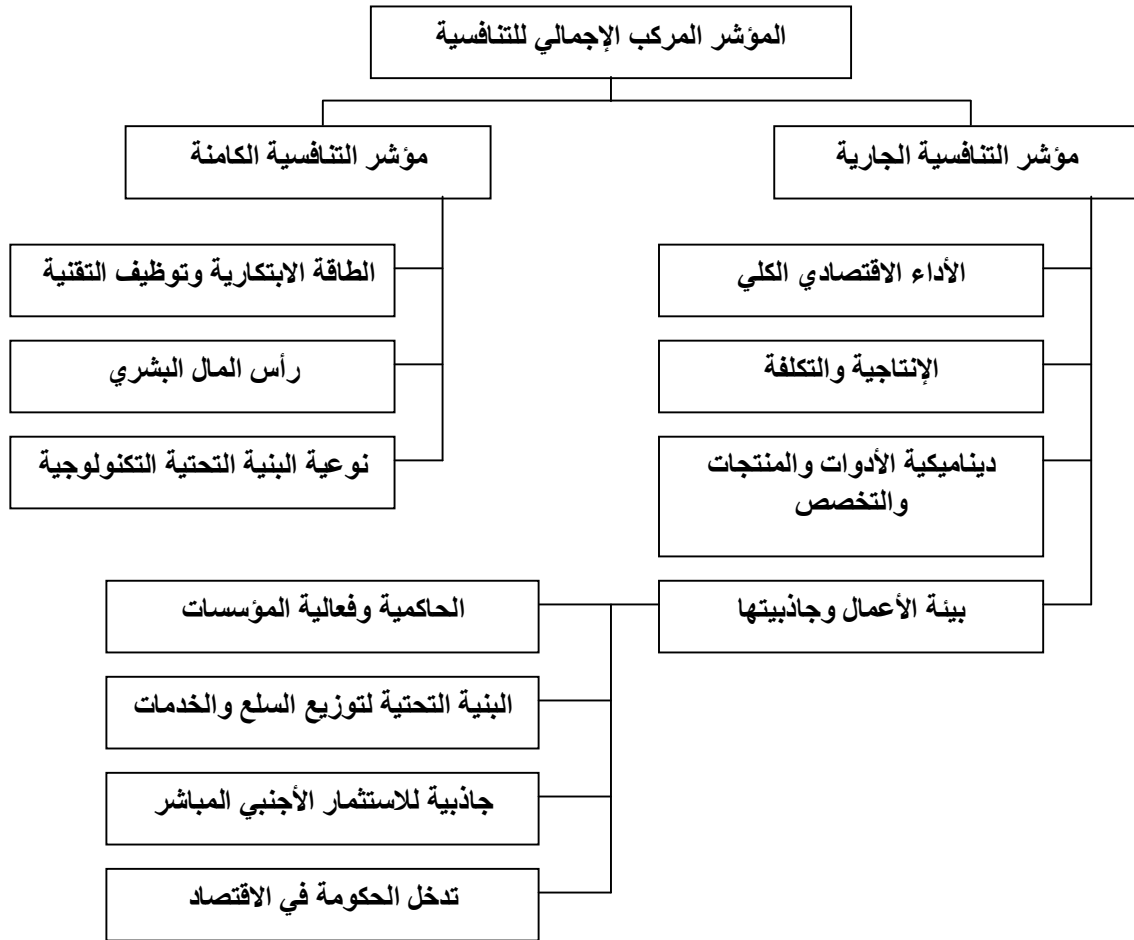 المؤشر المركب الإجمالي للتنافسية
مؤشر التنافسية الجارية
مؤشر التنافسية الكامنة
الأداء الاقتصادي الكلي
الطاقة الابتكارية وتوظيف التقنية
الإنتاجية والتكلفة
رأس المال البشري
ديناميكية الأدوات والمنتجات
والتخصص
نوعية البنية التحتية التكنولوجية
بيئة الأعمال وجاذبيتها
الحاكمية وفعالية المؤسسات
البنية التحتية لتوزيع السلع والخدمات
جاذبية للاستثمار الأجنبي المباشر
تدخل الحكومة في الاقتصاد